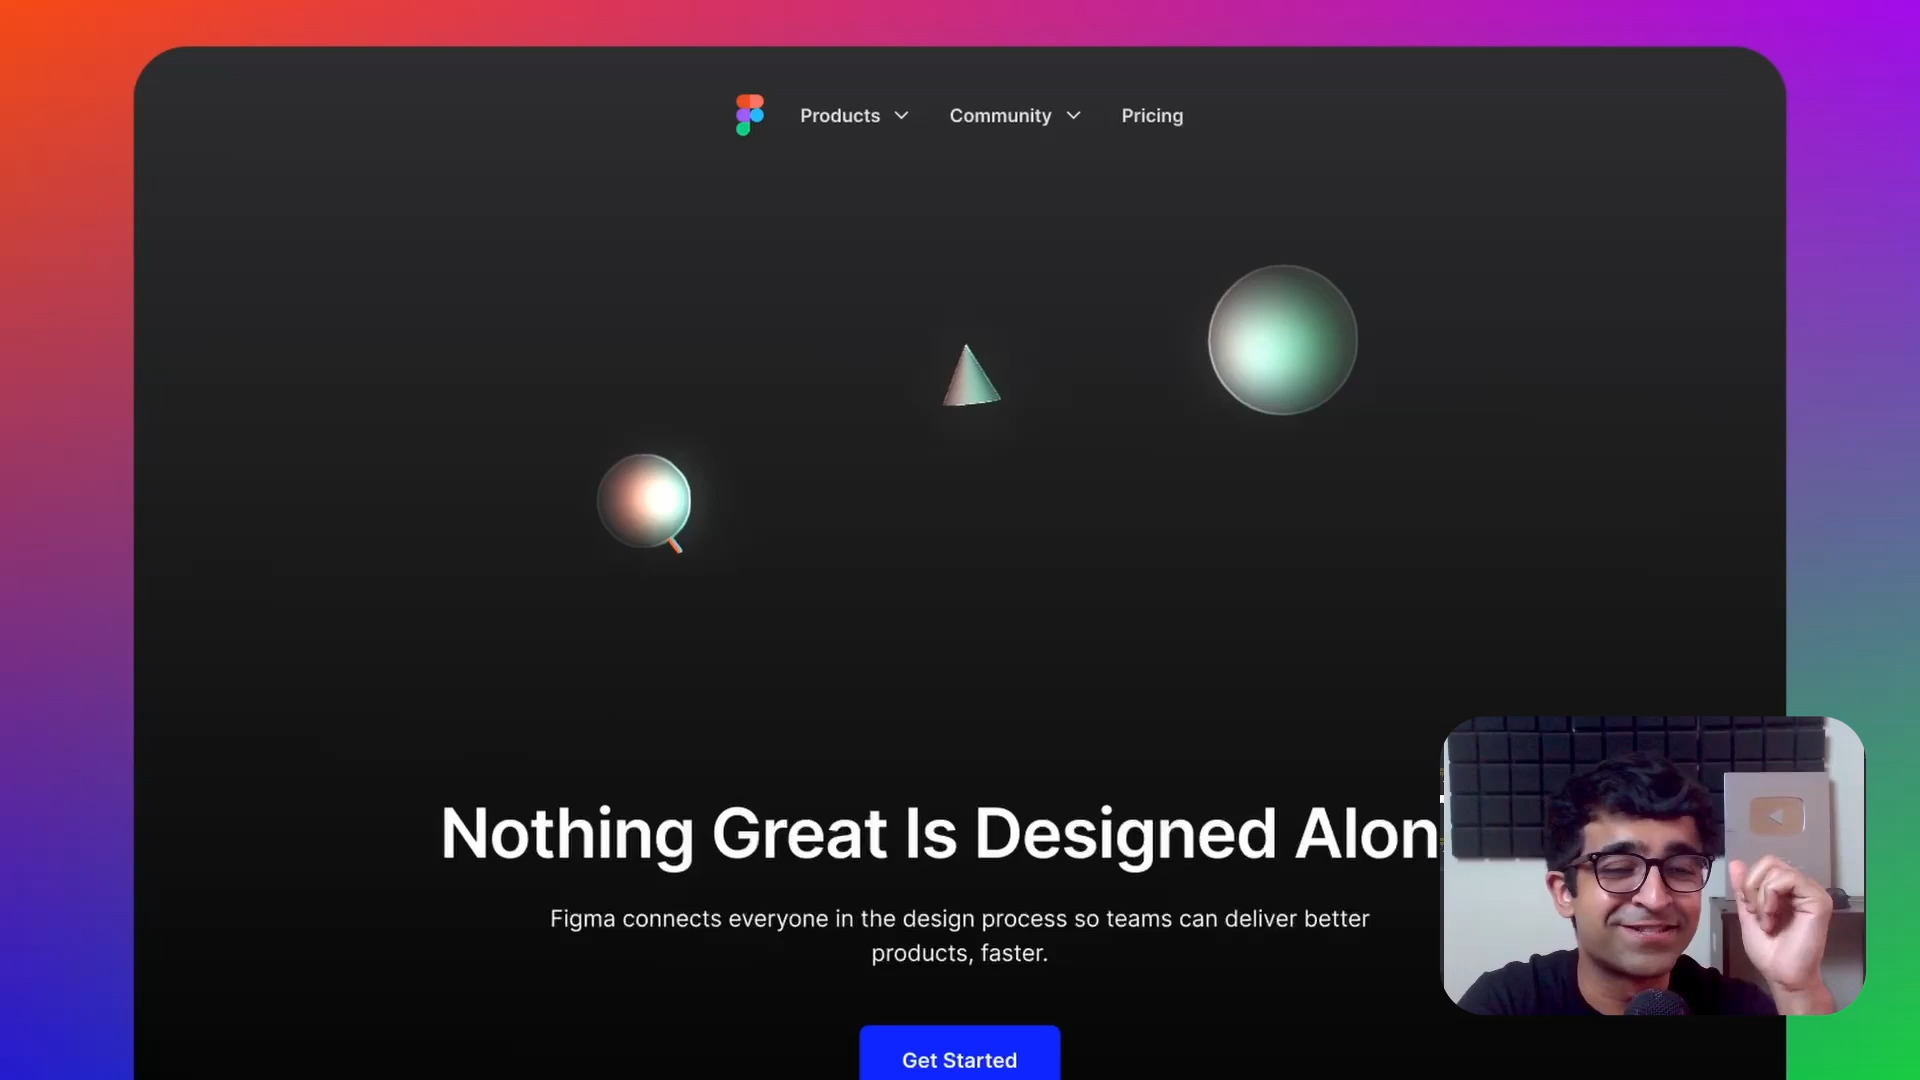 Products
Community
Pricing
Nothing Great Is Designed Alon
Figma connects everyone in the design process so teams can deliver better
products, faster.
Get Started